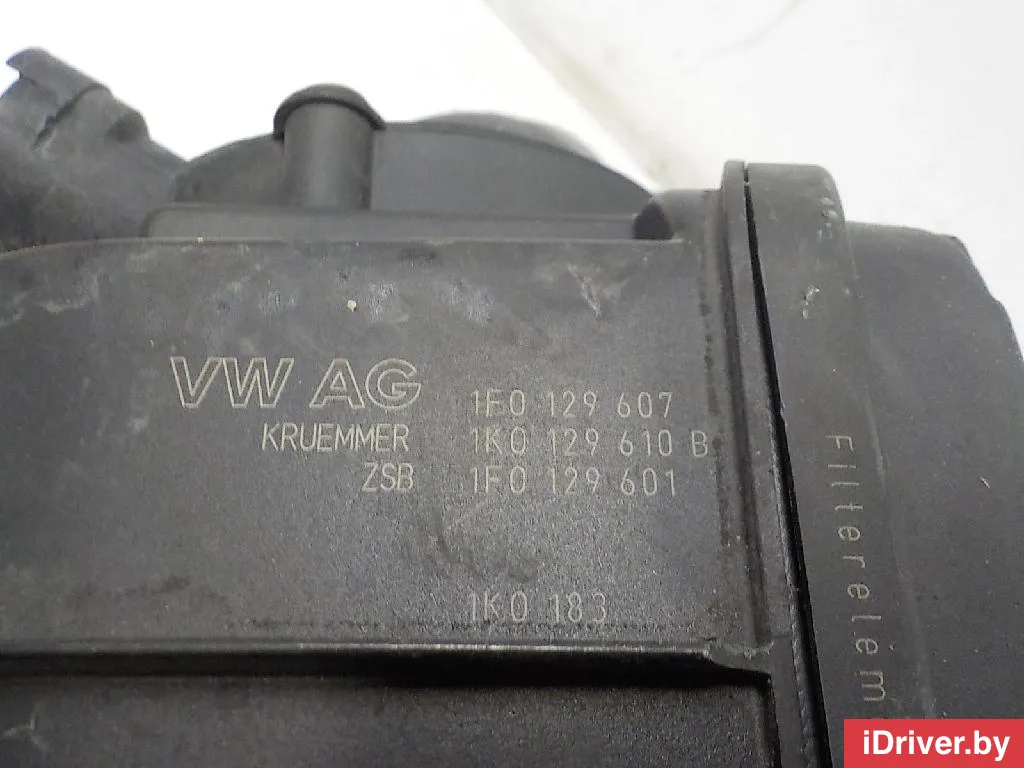 VW AG 1F0 129 607
KRUEMMER 1K0 129 610 B
ZSB 1F0 129 601
1K0 183
Filterelem
iDriver.by